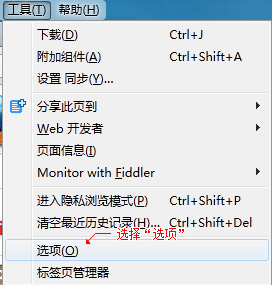 工具(T) 帮助(H)
下载(D) Ctrl+J
附加组件(A) Ctrl+Shift+A
设置 同步(Y)...
分享此页到
Web 开发者
页面信息(I)
Monitor with Fiddler
进入隐私浏览模式(P) Ctrl+Shift+P
清空最近历史记录(H)... Ctrl+Shift+Del
选择“选项”
选项(O)
标签页管理器